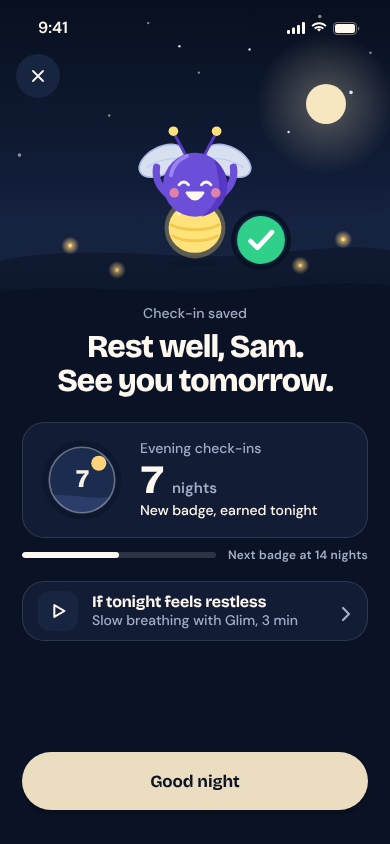 9:41
Check-in saved
Rest well, Sam.
See you tomorrow.
7
Evening check-ins
7 nights
New badge, earned tonight
Next badge at 14 nights
If tonight feels restless
Slow breathing with Glim, 3 min
Good night